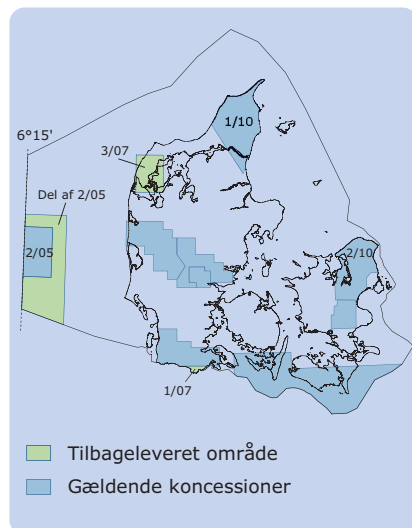 1/10
6°15'
3/07
Del af 2/05
2/05
2/10
1/07
Tilbageleveret område
Gældende koncessioner